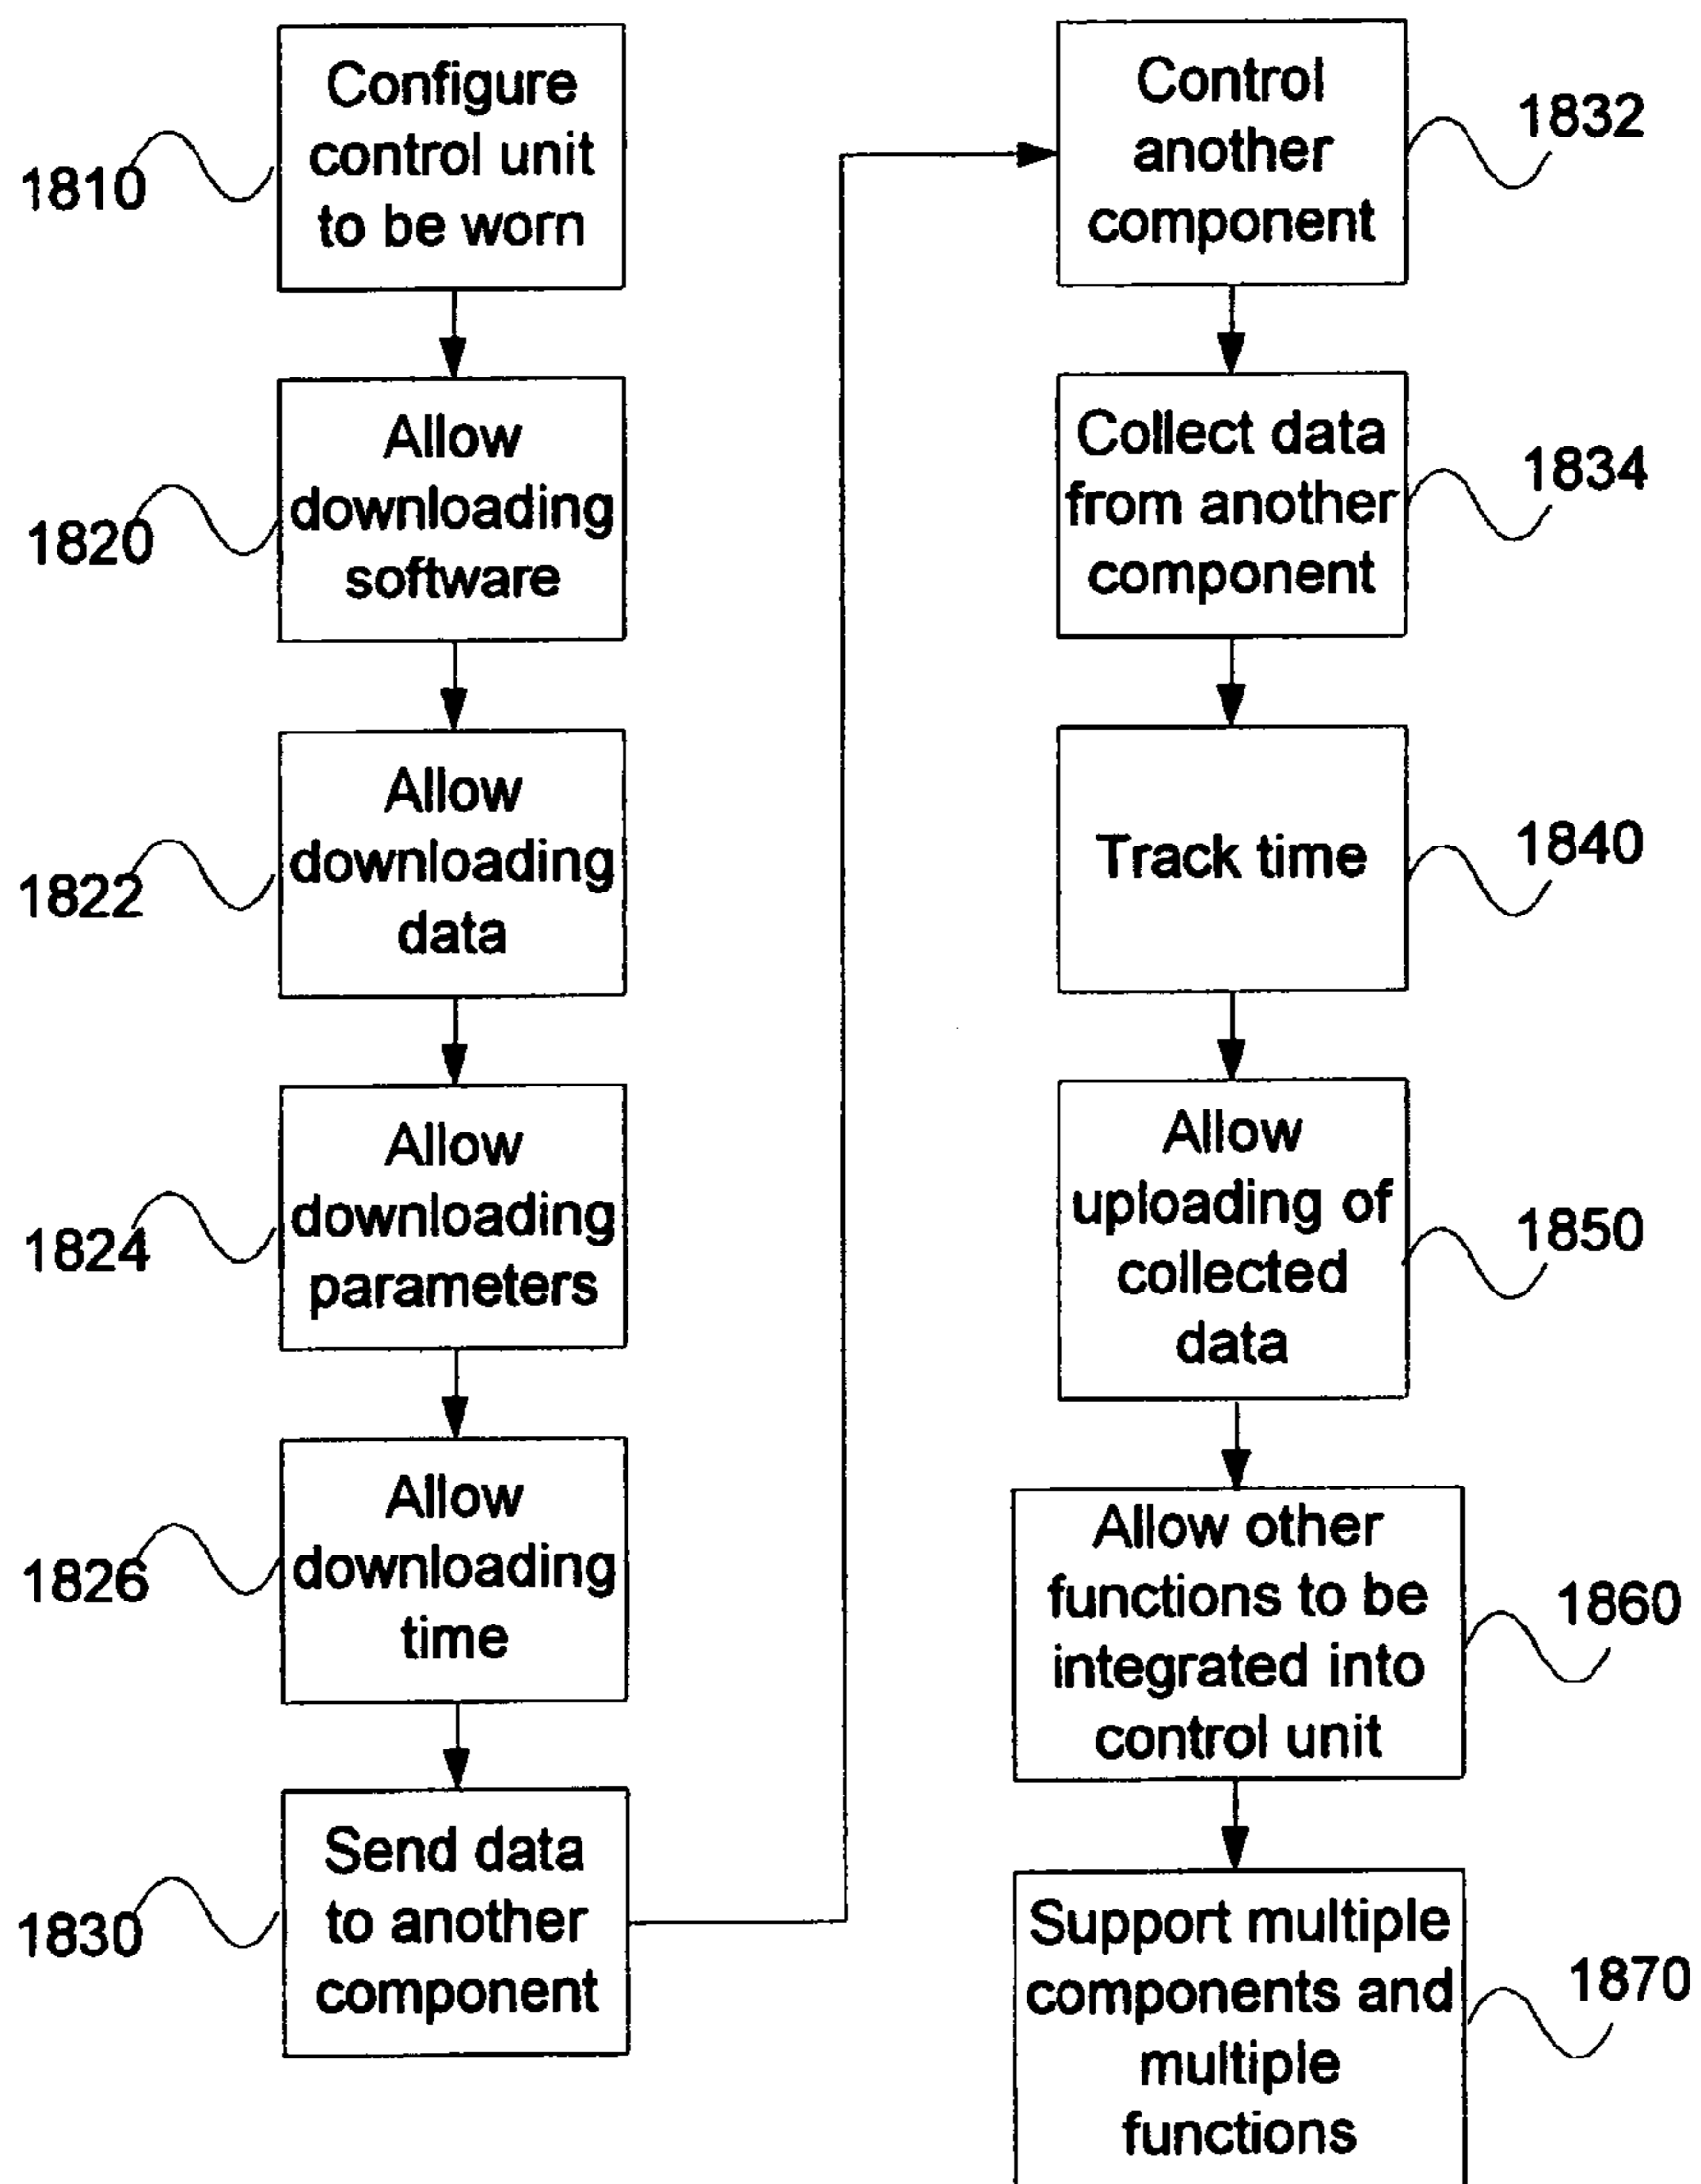 Configure
control unit
to be worn
1810
Allow
downloading
software
1820
Allow
downloading
data
1822
Allow
downloading
parameters
1824
Allow
downloading
time
1826
Send data
to another
component
1830
Control
another
component
1832
Collect data
from another
component
1834
Track time
1840
Allow
uploading of
collected
data
1850
Allow other
functions to be
integrated into
control unit
1860
Support multiple
components and
multiple
functions
1870